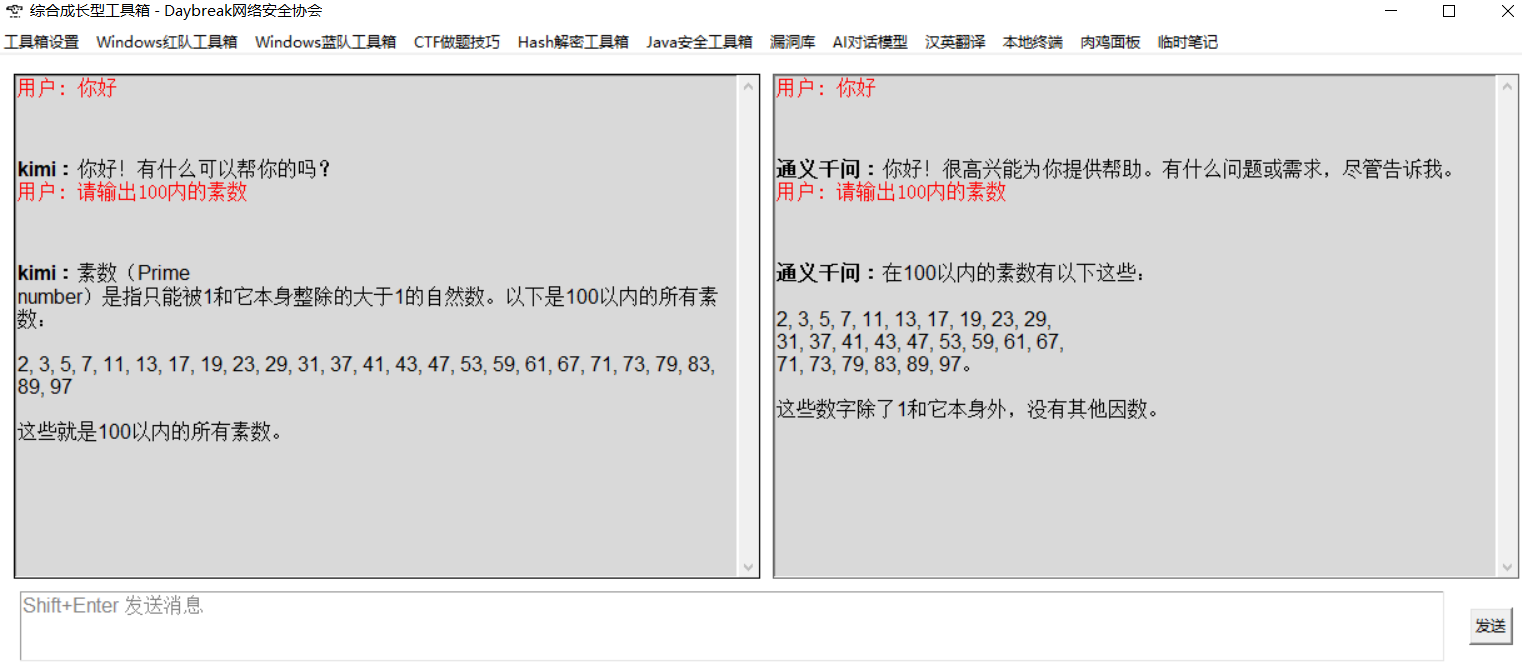 综合成长型工具箱 - Daybreak网络安全协会
工具箱设置 Windows红队工具箱 Windows蓝队工具箱 CTF做题技巧 Hash解密工具箱 Java安全工具箱 漏洞库 AI对话模型 汉英翻译 本地终端 肉鸡面板 临时笔记
用户：你好
kimi：你好！有什么可以帮你的吗？
用户：请输出100内的素数
kimi：素数（Prime
number）是指只能被1和它本身整除的大于1的自然数。以下是100以内的所有素
数：
2, 3, 5, 7, 11, 13, 17, 19, 23, 29, 31, 37, 41, 43, 47, 53, 59, 61, 67, 71, 73, 79, 83,
89, 97
这些就是100以内的所有素数。
用户：你好
通义千问：你好！很高兴能为你提供帮助。有什么问题或需求，尽管告诉我。
用户：请输出100内的素数
通义千问：在100以内的素数有以下这些：
2, 3, 5, 7, 11, 13, 17, 19, 23, 29,
31, 37, 41, 43, 47, 53, 59, 61, 67,
71, 73, 79, 83, 89, 97。
这些数字除了1和它本身外，没有其他因数。
Shift+Enter 发送消息
发送